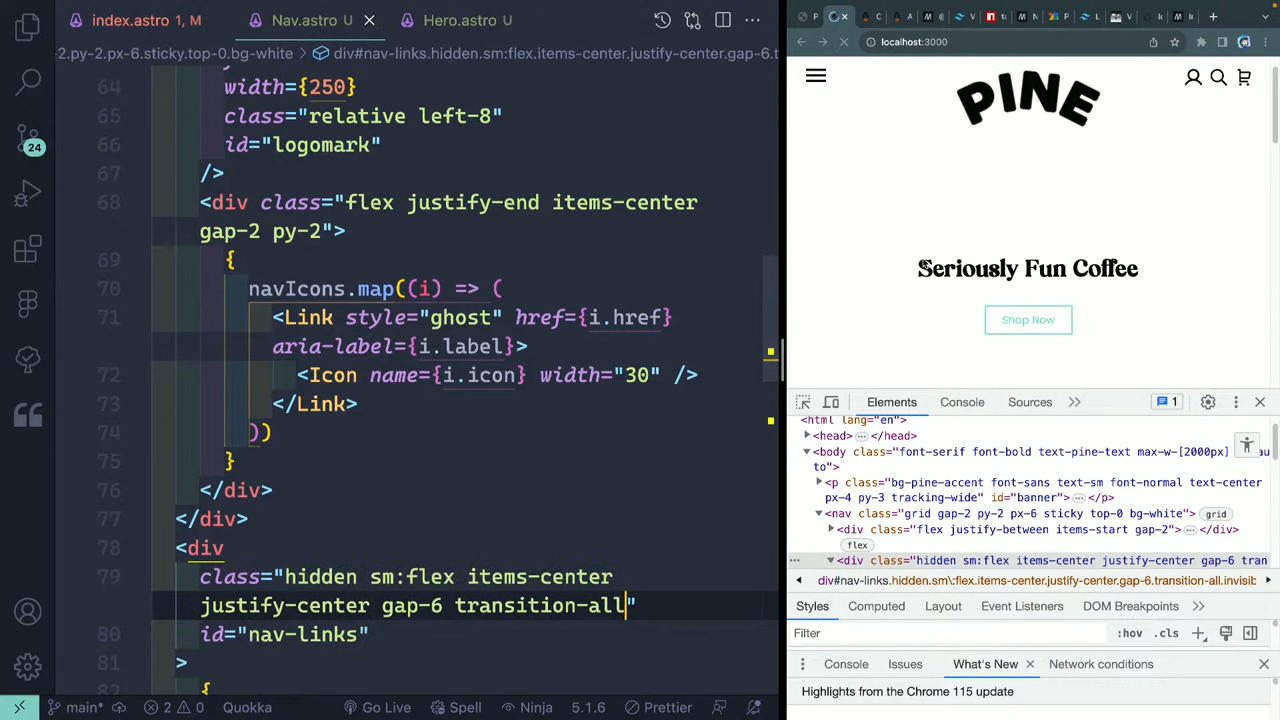 index.astro 1, M
Nav.astro U
Hero.astro U
-2.py-2.px-6.sticky.top-0.bg-white > div#nav-links.hidden.sm:flex.items-center.justify-center.gap-6.t
64
width={250}
65
class="relative left-8"
66
id="logomark"
67
/>
68
<div class="flex justify-end items-center
gap-2 py-2">
69
{
70
navIcons.map((i) => (
71
<Link style="ghost" href={i.href}
aria-label={i.label}>
72
<Icon name={i.icon} width="30" />
73
</Link>
74
))
75
}
76
</div>
77
</div>
78
<div
79
class="hidden sm:flex items-center
justify-center gap-6 transition-all"
80
id="nav-links"
81
>
82
{
24
main*
2
0
Quokka
Go Live
Spell
Ninja
5.1.6
Prettier
localhost:3000
PINE
Seriously Fun Coffee
Shop Now
Elements
Console
Sources
1
<html lang="en">
<head> … </head>
<body class="font-serif font-bold text-pine-text max-w-[2000px]
to">
<p class="bg-pine-accent font-sans text-sm font-normal text-center
px-4 py-3 tracking-wide" id="banner"> … </p>
<nav class="grid gap-2 py-2 px-6 sticky top-0 bg-white"> grid
<div class="flex justify-between items-start gap-2"> … </div>
flex
<div class="hidden sm:flex items-center justify-center gap-6 tran
div#nav-links.hidden.sm\:flex.items-center.justify-center.gap-6.transition-all.invisib
Styles
Computed
Layout
Event Listeners
DOM Breakpoints
Filter
:hov
.cls
Console
Issues
What's New
Network conditions
Highlights from the Chrome 115 update